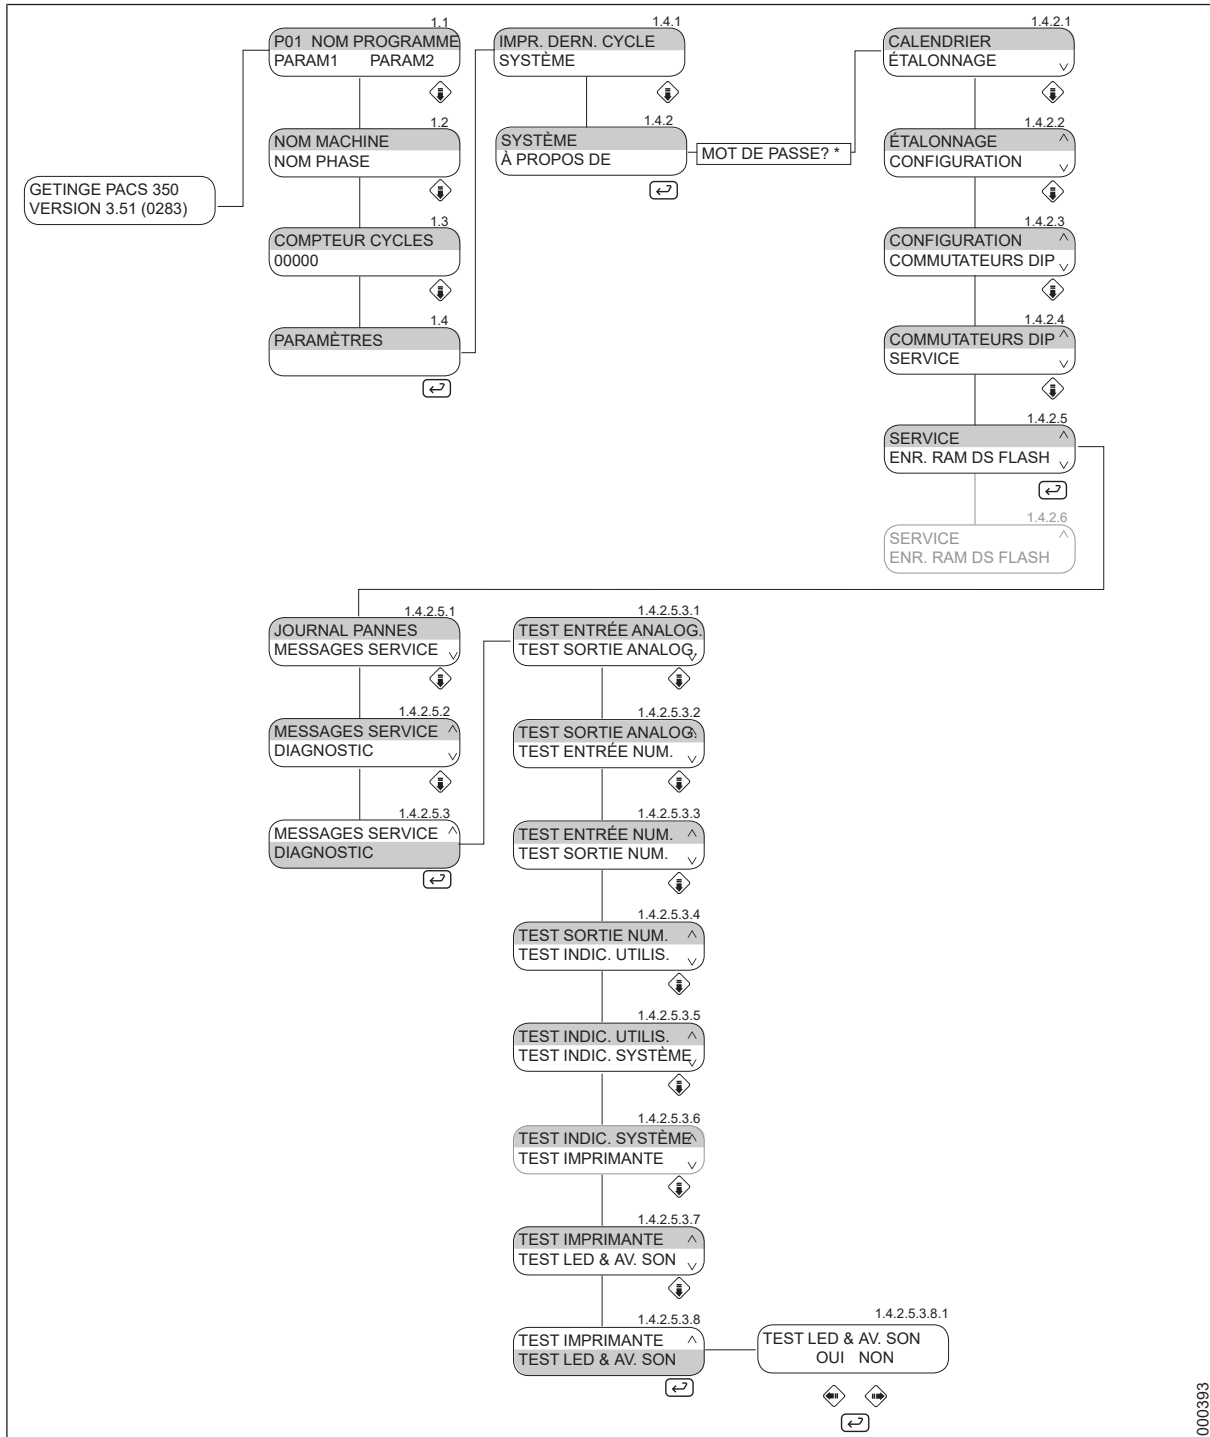 GETINGE PACS 350
VERSION 3.51 (0283)
1.1
P01 NOM PROGRAMME
PARAM1 PARAM2
1.2
NOM MACHINE
NOM PHASE
1.3
COMPTEUR CYCLES
00000
1.4
PARAMÈTRES
1.4.1
IMPR. DERN. CYCLE
SYSTÈME
1.4.2
SYSTÈME
À PROPOS DE
MOT DE PASSE? *
1.4.2.1
CALENDRIER
ÉTALONNAGE
1.4.2.2
ÉTALONNAGE
CONFIGURATION
1.4.2.3
CONFIGURATION
COMMUTATEURS DIP
1.4.2.4
COMMUTATEURS DIP
SERVICE
1.4.2.5
SERVICE
ENR. RAM DS FLASH
1.4.2.6
SERVICE
ENR. RAM DS FLASH
1.4.2.5.1
JOURNAL PANNES
MESSAGES SERVICE
1.4.2.5.2
MESSAGES SERVICE
DIAGNOSTIC
1.4.2.5.3
MESSAGES SERVICE
DIAGNOSTIC
1.4.2.5.3.1
TEST ENTRÉE ANALOG.
TEST SORTIE ANALOG.
1.4.2.5.3.2
TEST SORTIE ANALOG.
TEST ENTRÉE NUM.
1.4.2.5.3.3
TEST ENTRÉE NUM.
TEST SORTIE NUM.
1.4.2.5.3.4
TEST SORTIE NUM.
TEST INDIC. UTILIS.
1.4.2.5.3.5
TEST INDIC. UTILIS.
TEST INDIC. SYSTÈME
1.4.2.5.3.6
TEST INDIC. SYSTÈME
TEST IMPRIMANTE
1.4.2.5.3.7
TEST IMPRIMANTE
TEST LED & AV. SON
1.4.2.5.3.8
TEST IMPRIMANTE
TEST LED & AV. SON
1.4.2.5.3.8.1
TEST LED & AV. SON
OUI NON
000393